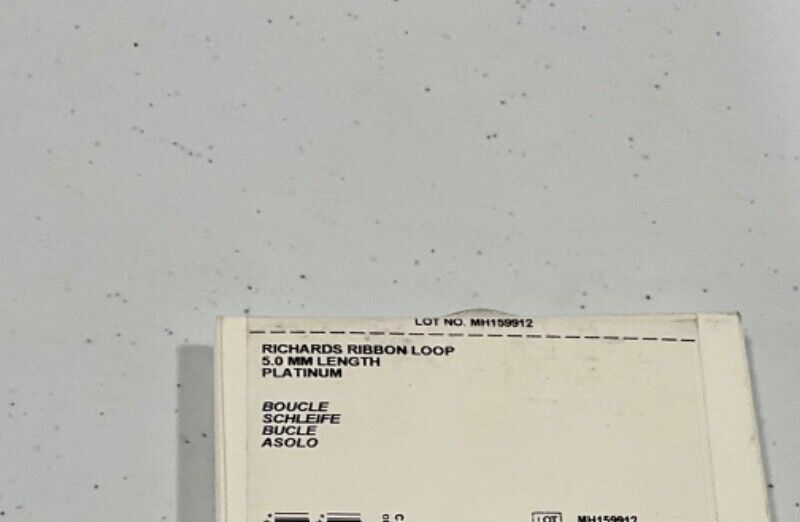 LOT NO. MH159912
RICHARDS RIBBON LOOP
5.0 MM LENGTH
PLATINUM
BOUCLE
SCHLEIFE
BUCLE
ASOLO
LOT MH159912